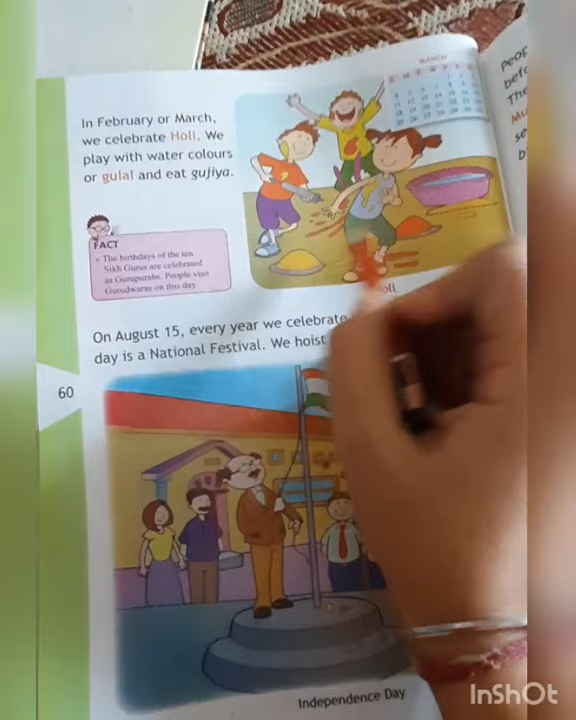 In February or March,
we celebrate Holi. We
play with water colours
or gulal and eat gujiya.
MARCH
FACT
The birthdays of the ten
Sikh Gurus are celebrated
as Gurupurabs. People visit
Gurudwaras on this day.
On August 15, every year we celebrate
day is a National Festival. We hoist
60
Independence Day
InShOt